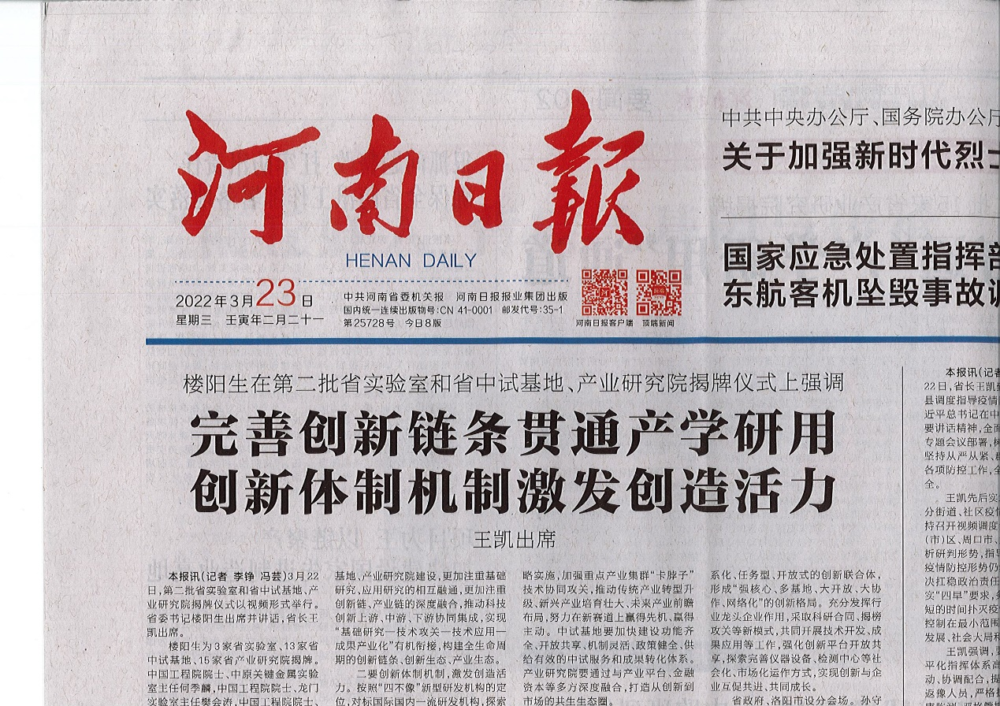 河南日報
HENAN DAILY
2022年3月23日
星期三 壬寅年二月二十一
中共河南省委机关报 河南日报报业集团出版
国内统一连续出版物号:CN 41-0001 邮发代号:35-1
第25728号 今日8版
河南日报客户端 顶端新闻
中共中央办公厅、国务院办公厅
关于加强新时代烈士
国家应急处置指挥部
东航客机坠毁事故调
楼阳生在第二批省实验室和省中试基地、产业研究院揭牌仪式上强调
完善创新链条贯通产学研用
创新体制机制激发创造活力
王凯出席
本报讯(记者 李铮 冯芸)3月22
日,第二批省实验室和省中试基地、产
业研究院揭牌仪式以视频形式举行。
省委书记楼阳生出席并讲话,省长王
凯出席。
楼阳生为3家省实验室、13家省
中试基地、15家省产业研究院揭牌。
中国工程院院士、中原关键金属实验
室主任何季麟,中国工程院院士、龙门
实验室主任樊会涛,中国工程院院士、
基地、产业研究院建设,更加注重基础
研究、应用研究的相互融通,更加注重
创新链、产业链的深度融合,推动科技
创新上游、中游、下游协同集成,实现
“基础研究—技术攻关—技术应用—
成果产业化”有机衔接,构建全生命周
期的创新链条、创新生态、产业生态。
二要创新体制机制,激发创造活
力。按照“四不像”新型研发机构的定
位,对标国际国内一流研发机构,探索
略实施,加强重点产业集群“卡脖子”
技术协同攻关,推动传统产业转型升
级、新兴产业培育壮大、未来产业前瞻
布局,努力在新赛道上赢得先机、赢得
主动。中试基地要加快建设功能齐
全、开放共享、机制灵活、政策健全、供
给有效的中试服务和成果转化体系。
产业研究院要通过与产业平台、金融
资本等多方深度融合,打造从创新到
市场的共生生态圈。
系化、任务型、开放式的创新联合体,
形成“强核心、多基地、大开放、大协
作、网络化”的创新格局。充分发挥行
业龙头企业作用,采取科研合同、揭榜
攻关等新模式,共同开展技术开发、成
果应用等工作,强化创新平台开放共
享,探索完善仪器设备、检测中心等社
会化、市场化运作方式,实现创新与企
业互促共进、共同成长。
省政府、洛阳市设分会场。孙守
本报讯(记者
22日,省长王凯到
县调度指导疫情
近平总书记在中
要讲话精神,全面
专题会议部署,树
坚持从严从紧、
各项防控工作,全
全。
王凯先后实
分街道、社区疫情
持召开视频调度
(市)区、周口市、
析研判形势,指导
疫情防控形势仍
决扛稳政治责任
实“四早”要求,
短的时间扑灭疫
控制在最小范围
发展、社会大局和
王凯强调,要
平化指挥体系高
动、协调配合,提
返豫人员,严格